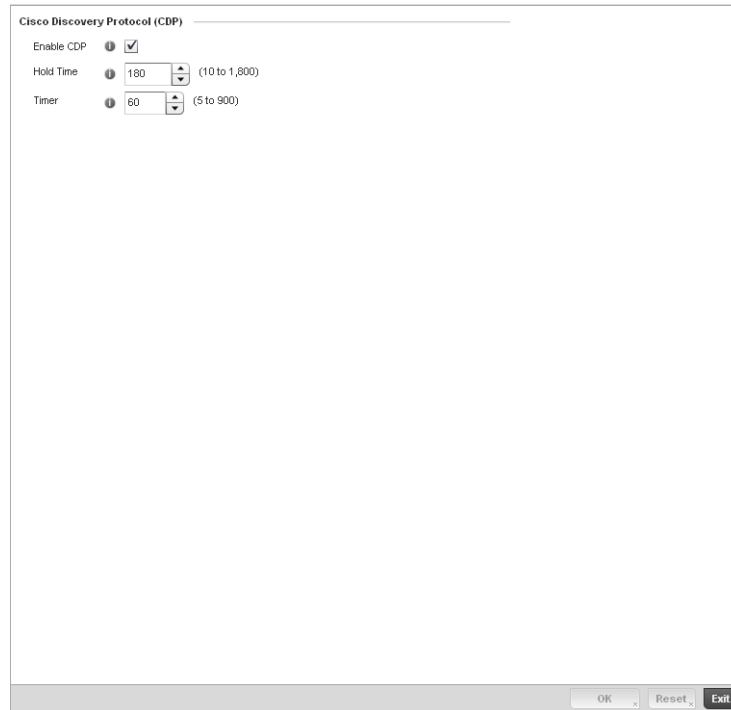 Cisco Discovery Protocol (CDP)
Enable CDP
Hold Time 180 (10 to 1,800)
Timer 60 (5 to 900)
OK Reset Exit